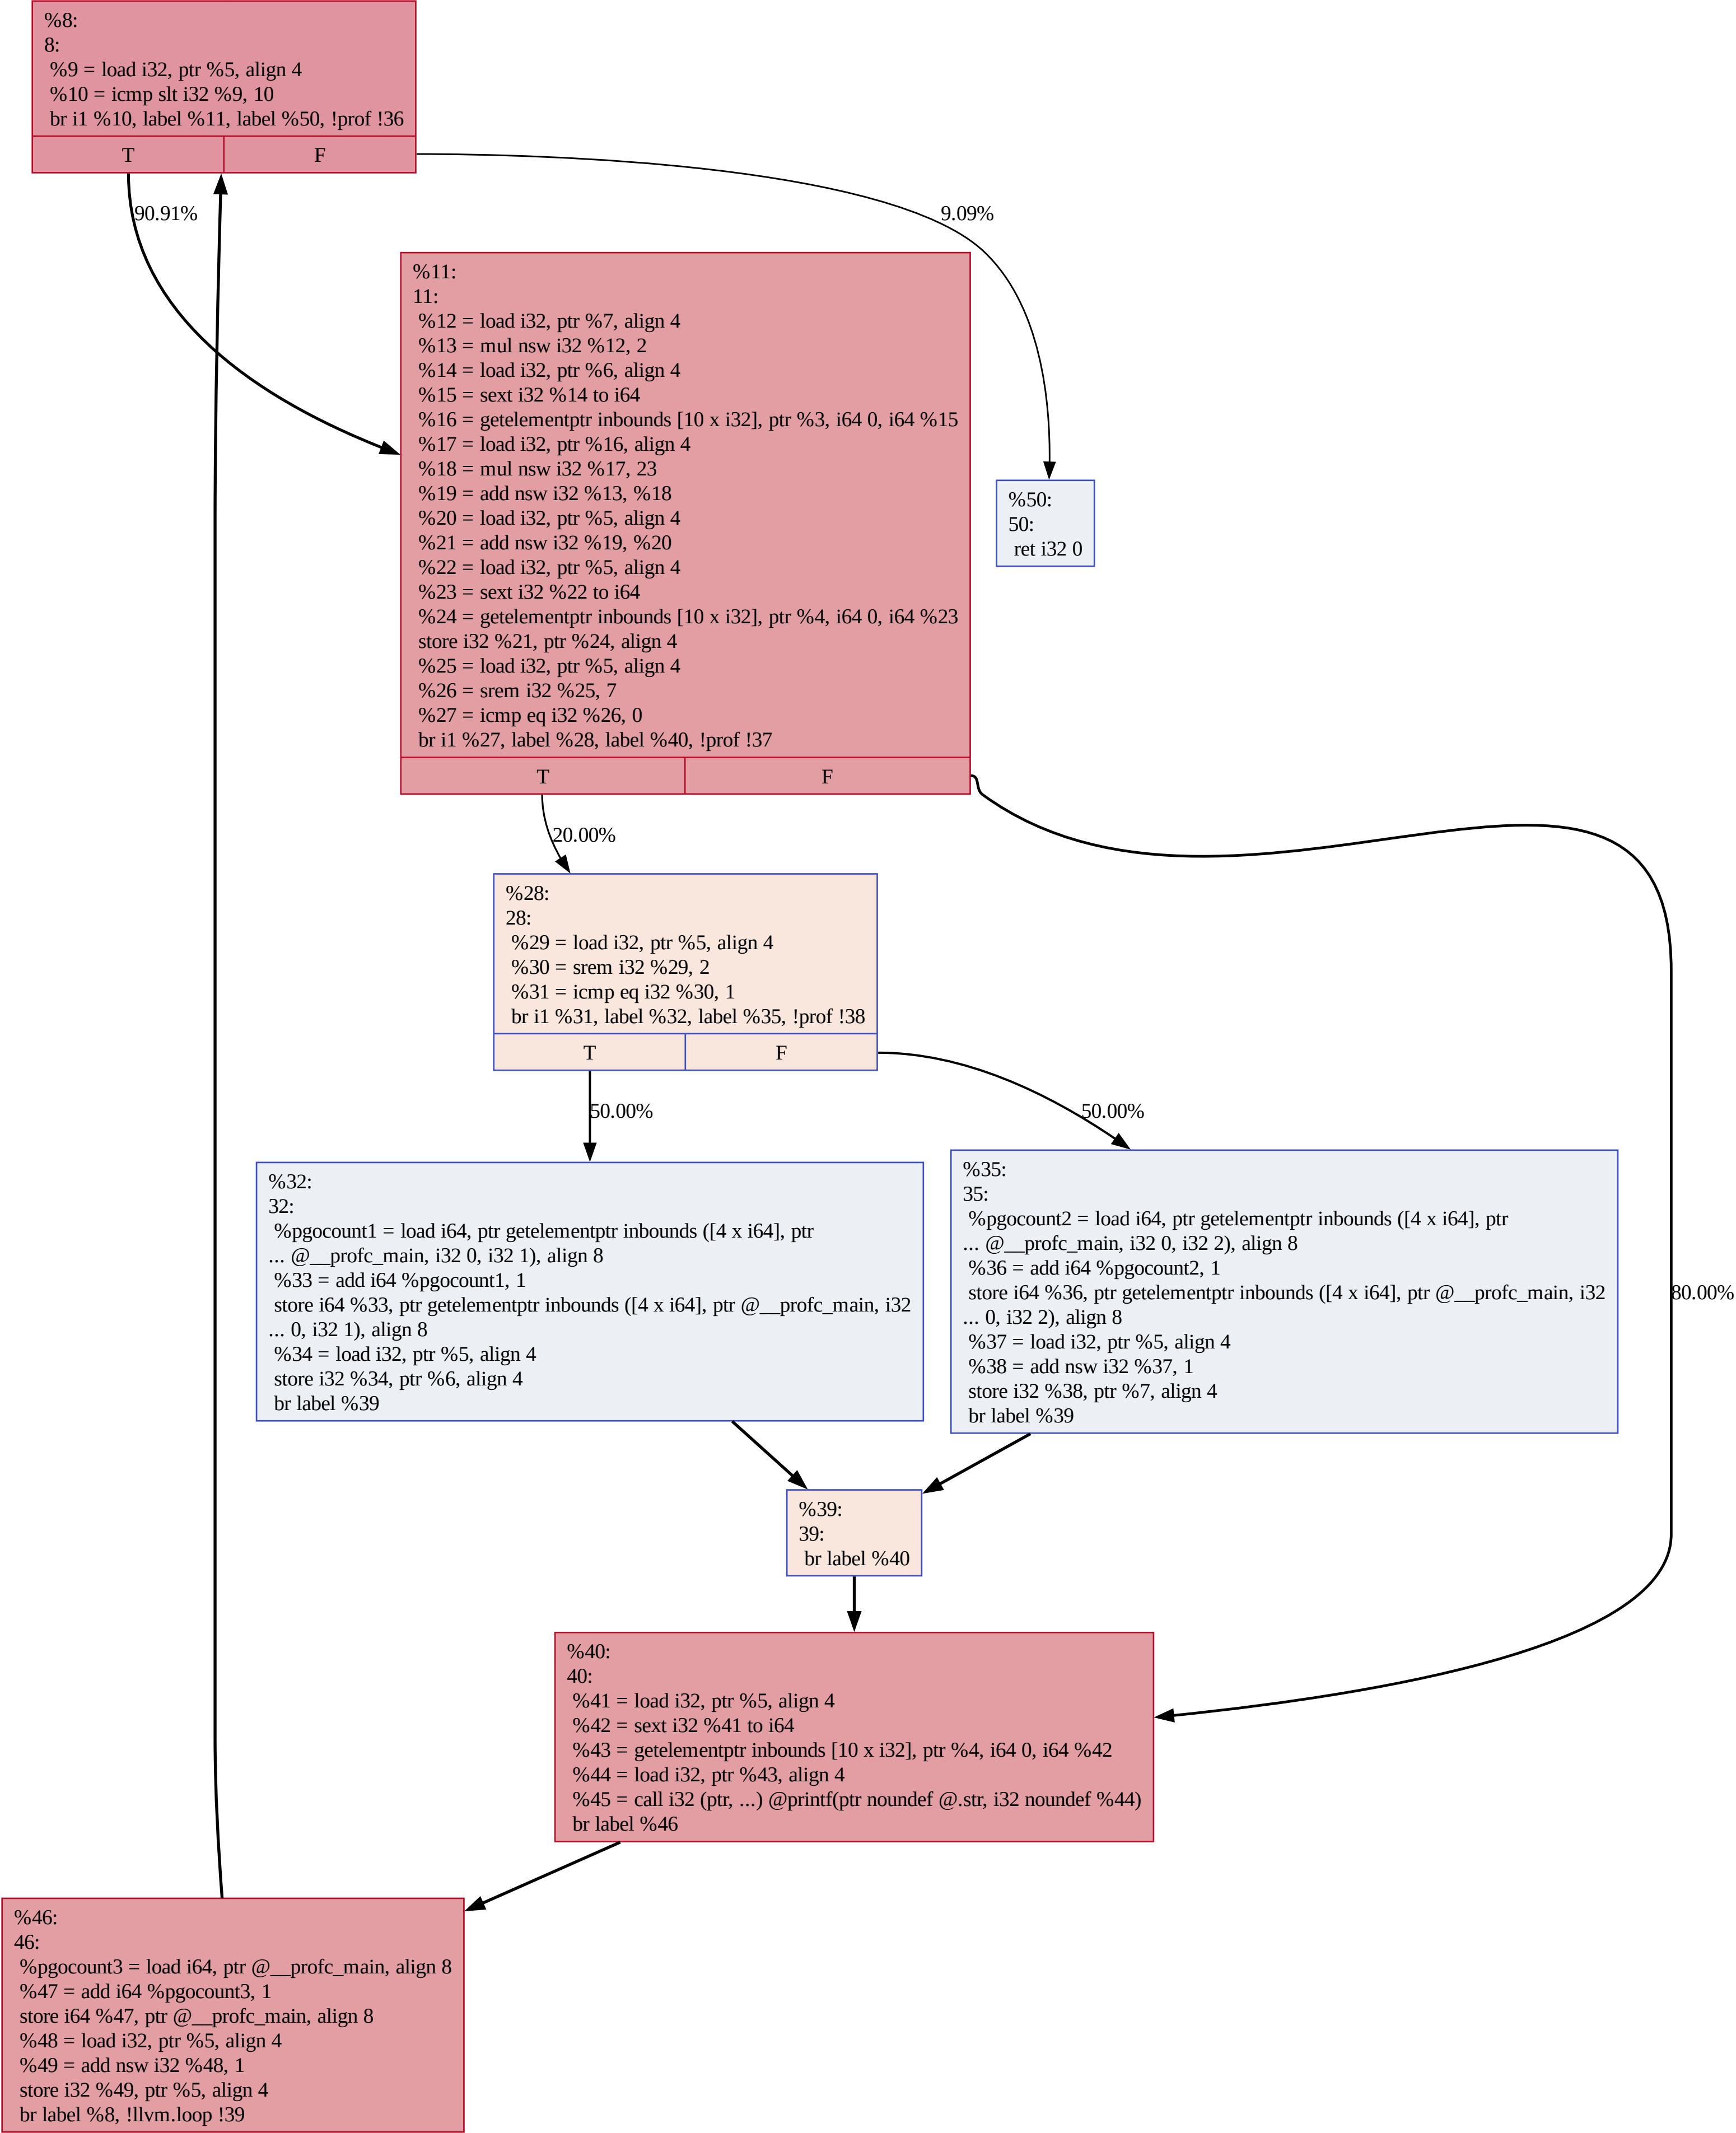 %8:
8:
%9 = load i32, ptr %5, align 4
%10 = icmp slt i32 %9, 10
br i1 %10, label %11, label %50, !prof !36
T
F
90.91%
9.09%
%11:
11:
%12 = load i32, ptr %7, align 4
%13 = mul nsw i32 %12, 2
%14 = load i32, ptr %6, align 4
%15 = sext i32 %14 to i64
%16 = getelementptr inbounds [10 x i32], ptr %3, i64 0, i64 %15
%17 = load i32, ptr %16, align 4
%18 = mul nsw i32 %17, 23
%19 = add nsw i32 %13, %18
%20 = load i32, ptr %5, align 4
%21 = add nsw i32 %19, %20
%22 = load i32, ptr %5, align 4
%23 = sext i32 %22 to i64
%24 = getelementptr inbounds [10 x i32], ptr %4, i64 0, i64 %23
store i32 %21, ptr %24, align 4
%25 = load i32, ptr %5, align 4
%26 = srem i32 %25, 7
%27 = icmp eq i32 %26, 0
br i1 %27, label %28, label %40, !prof !37
T
F
%50:
50:
ret i32 0
20.00%
80.00%
%28:
28:
%29 = load i32, ptr %5, align 4
%30 = srem i32 %29, 2
%31 = icmp eq i32 %30, 1
br i1 %31, label %32, label %35, !prof !38
T
F
50.00%
50.00%
%32:
32:
%pgocount1 = load i64, ptr getelementptr inbounds ([4 x i64], ptr
... @__profc_main, i32 0, i32 1), align 8
%33 = add i64 %pgocount1, 1
store i64 %33, ptr getelementptr inbounds ([4 x i64], ptr @__profc_main, i32
... 0, i32 1), align 8
%34 = load i32, ptr %5, align 4
store i32 %34, ptr %6, align 4
br label %39
%35:
35:
%pgocount2 = load i64, ptr getelementptr inbounds ([4 x i64], ptr
... @__profc_main, i32 0, i32 2), align 8
%36 = add i64 %pgocount2, 1
store i64 %36, ptr getelementptr inbounds ([4 x i64], ptr @__profc_main, i32
... 0, i32 2), align 8
%37 = load i32, ptr %5, align 4
%38 = add nsw i32 %37, 1
store i32 %38, ptr %7, align 4
br label %39
%39:
39:
br label %40
%40:
40:
%41 = load i32, ptr %5, align 4
%42 = sext i32 %41 to i64
%43 = getelementptr inbounds [10 x i32], ptr %4, i64 0, i64 %42
%44 = load i32, ptr %43, align 4
%45 = call i32 (ptr, ...) @printf(ptr noundef @.str, i32 noundef %44)
br label %46
%46:
46:
%pgocount3 = load i64, ptr @__profc_main, align 8
%47 = add i64 %pgocount3, 1
store i64 %47, ptr @__profc_main, align 8
%48 = load i32, ptr %5, align 4
%49 = add nsw i32 %48, 1
store i32 %49, ptr %5, align 4
br label %8, !llvm.loop !39